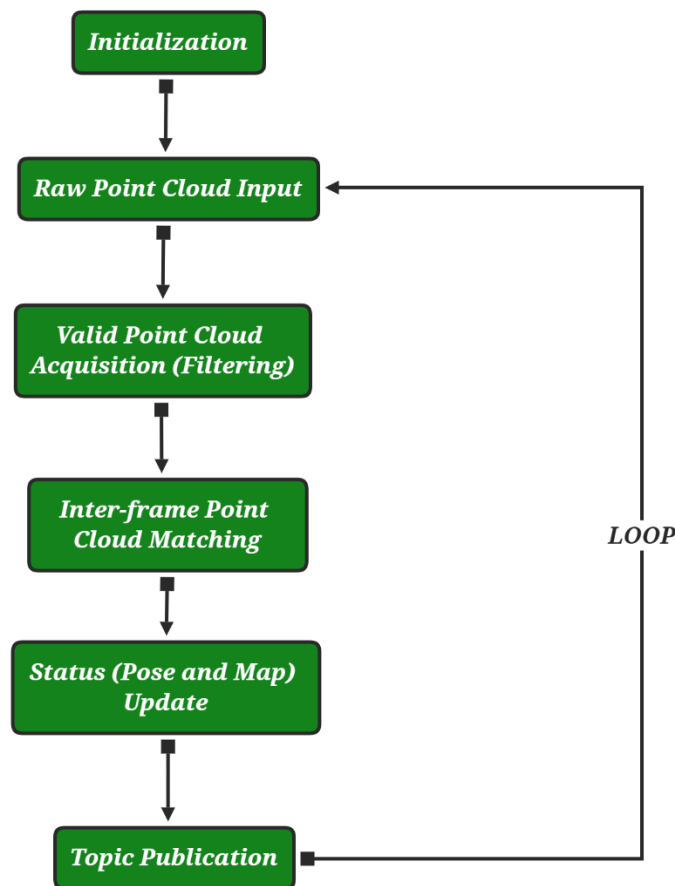 Initialization
Raw Point Cloud Input
Valid Point Cloud
Acquisition (Filtering)
Inter-frame Point
Cloud Matching
LOOP
Status (Pose and Map)
Update
Topic Publication